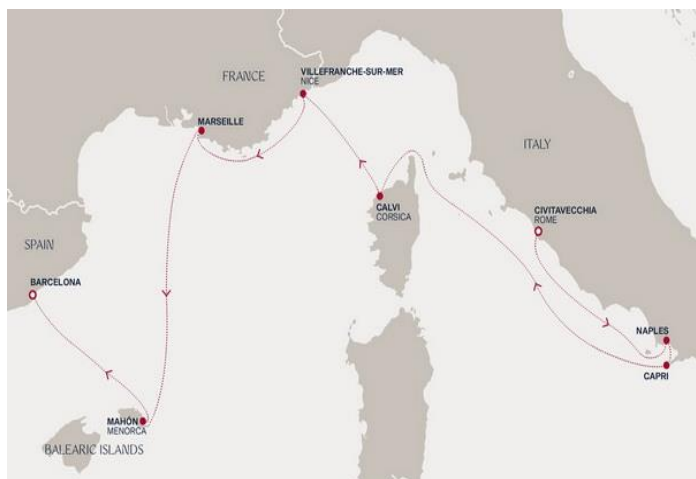 VILLEFRANCHE-SUR-MER
NICE
FRANCE
MARSEILLE
ITALY
CALVI
CORSICA
CIVITAVECCHIA
ROME
SPAIN
BARCELONA
NAPLES
CAPRI
MAHÓN
MENORCA
BALEARIC ISLANDS